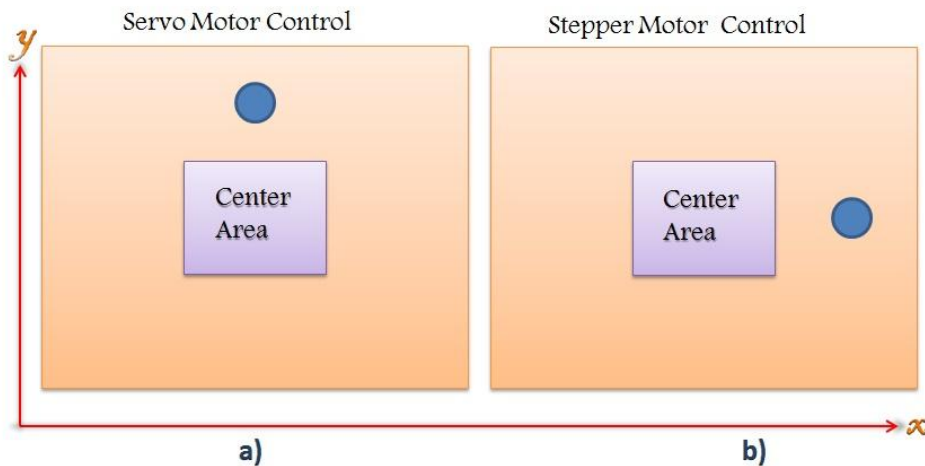 Servo Motor Control
Stepper Motor Control
y
Center
Area
Center
Area
x
a)
b)